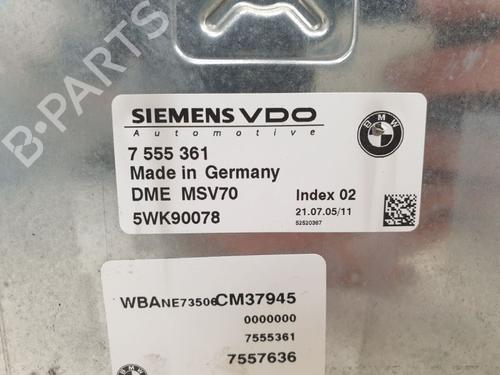 B-PARTS
SIEMENS VDO
Automotive
BMW
7 555 361
Made in Germany
DME MSV70
Index 02
5WK90078
21.07.05/11
52520367
WBANE73506CM37945
0000000
7555361
7557636